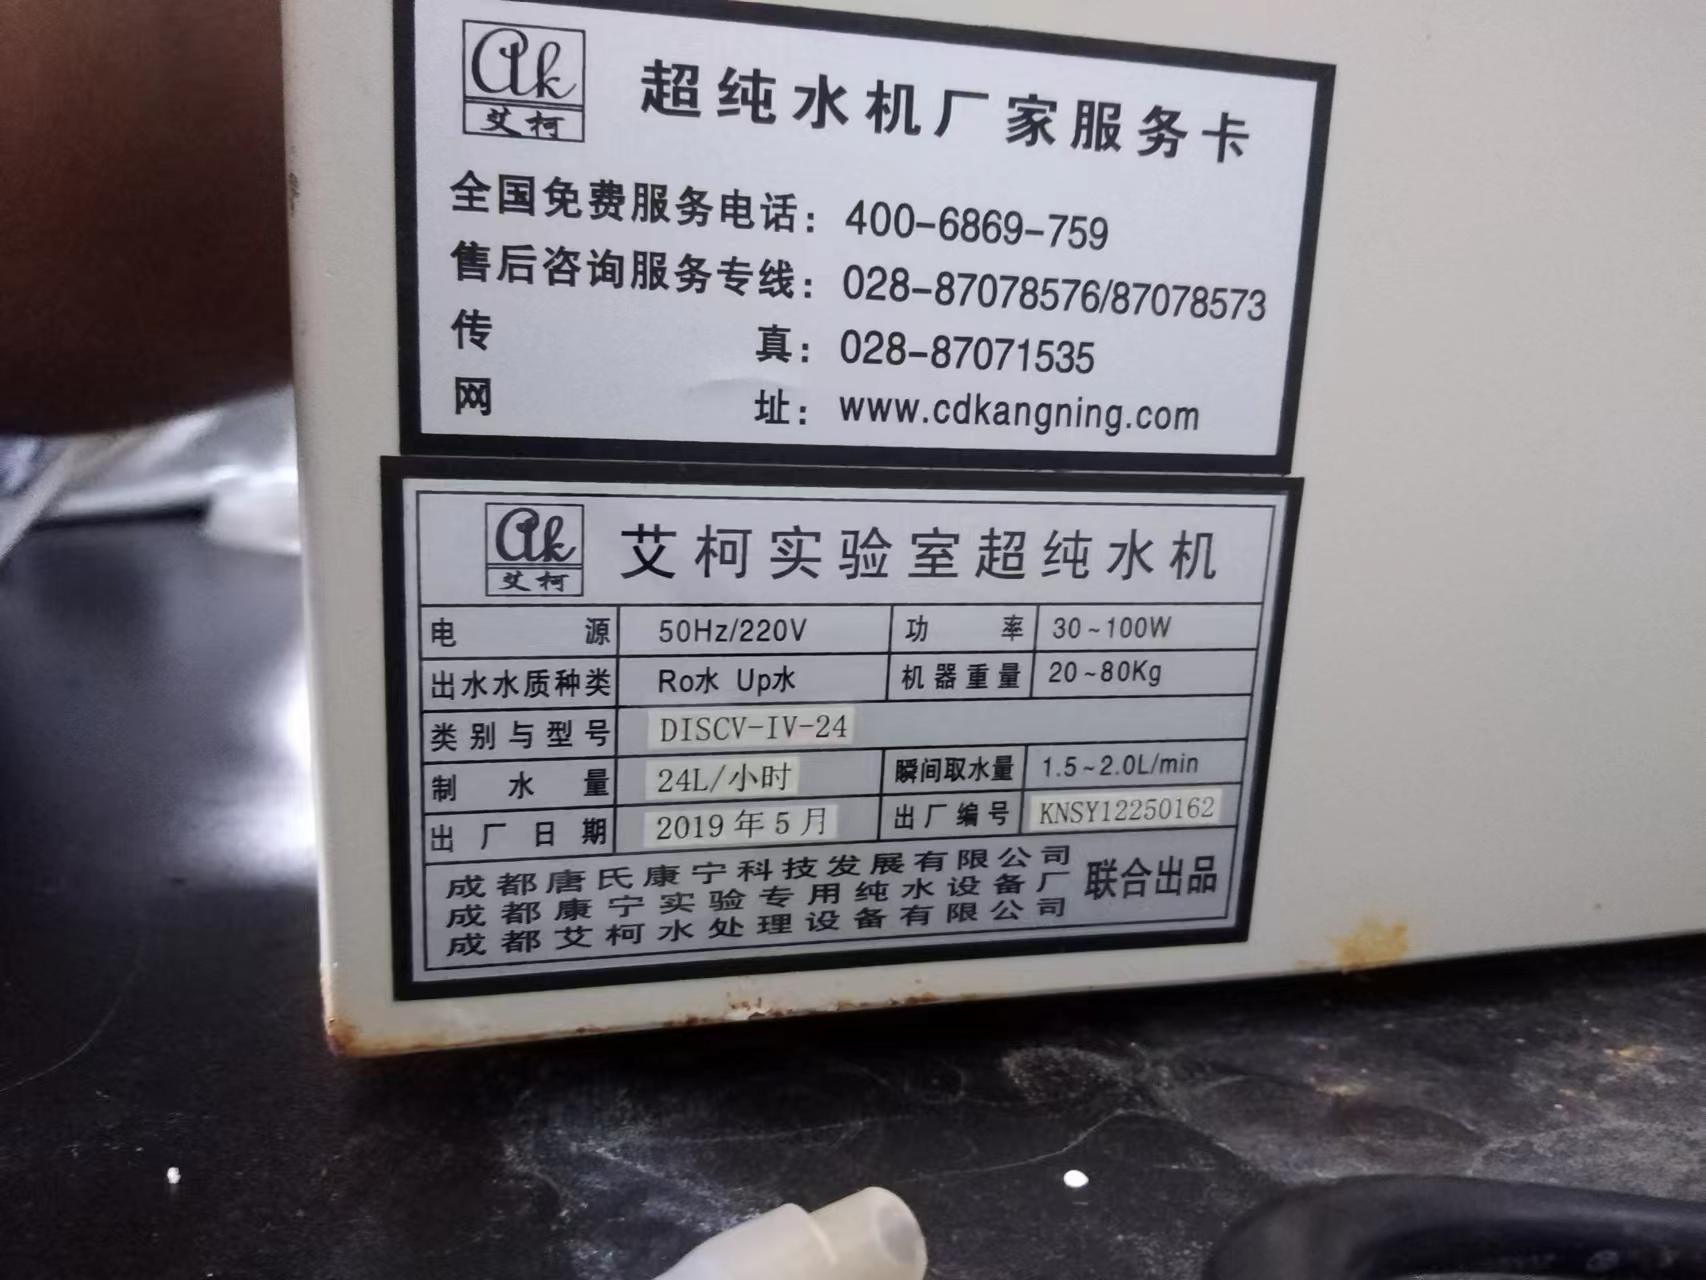 Ak
艾柯
超纯水机厂家服务卡
全国免费服务电话：400-6869-759
售后咨询服务专线：028-87078576/87078573
传 真：028-87071535
网 址：www.cdkangning.com
Ak
艾柯
艾柯实验室超纯水机
电 源 50Hz/220V 功 率 30~100W
出水水质种类 Ro水 Up水 机器重量 20~80Kg
类别与型号 DISCV-IV-24
制 水 量 24L/小时 瞬间取水量 1.5~2.0L/min
出厂日期 2019年5月 出厂编号 KNSY12250162
成都唐氏康宁科技发展有限公司
成都康宁实验专用纯水设备厂 联合出品
成都艾柯水处理设备有限公司